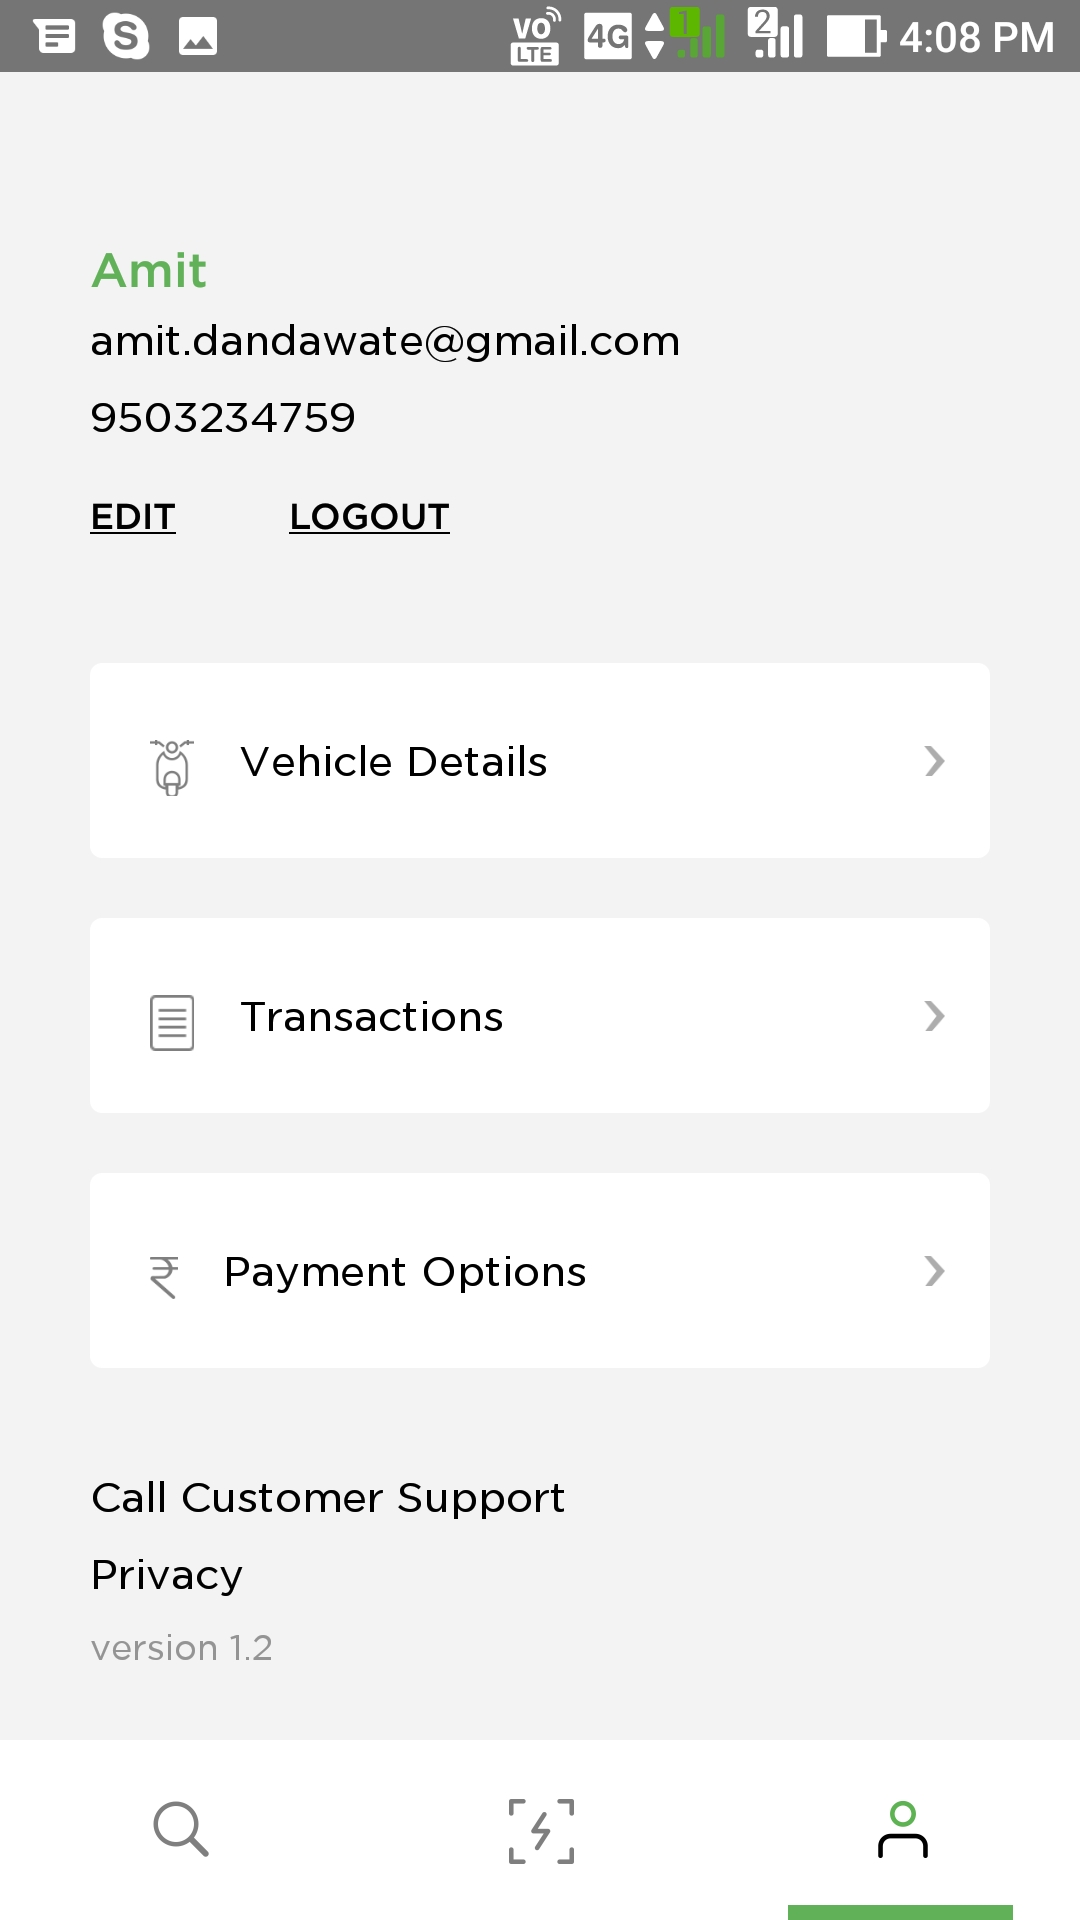 VO LTE 4G 1 2 4:08 PM
Amit
amit.dandawate@gmail.com
9503234759
EDIT LOGOUT
Vehicle Details
Transactions
Payment Options
Call Customer Support
Privacy
version 1.2